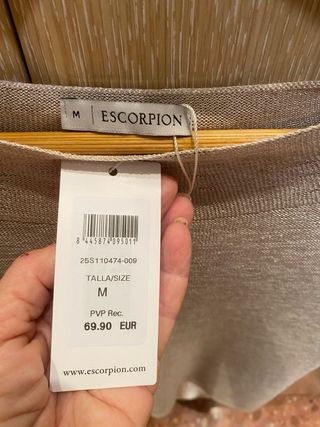 M | ESCORPION
8 445874 095011
25S110474-009
TALLA/SIZE
M
PVP Rec.
69.90 EUR
www.escorpion.com